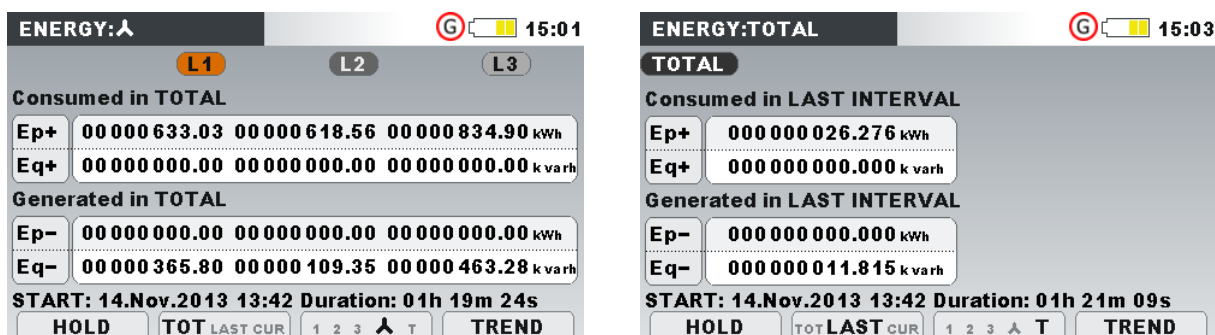 ENERGY: G 15:01
L1 L2 L3
Consumed in TOTAL
Ep+ 00000633.03 00000618.56 00000834.90 kWh
Eq+ 00000000.00 00000000.00 00000000.00 k varh
Generated in TOTAL
Ep- 00000000.00 00000000.00 00000000.00 kWh
Eq- 00000365.80 00000109.35 00000463.28 k varh
START: 14.Nov.2013 13:42 Duration: 01h 19m 24s
HOLD TOT LAST CUR 1 2 3 T TREND
ENERGY:TOTAL G 15:03
TOTAL
Consumed in LAST INTERVAL
Ep+ 000000026.276 kWh
Eq+ 000000000.000 k varh
Generated in LAST INTERVAL
Ep- 000000000.000 kWh
Eq- 000000011.815 k varh
START: 14.Nov.2013 13:42 Duration: 01h 21m 09s
HOLD TOT LAST CUR 1 2 3 T TREND